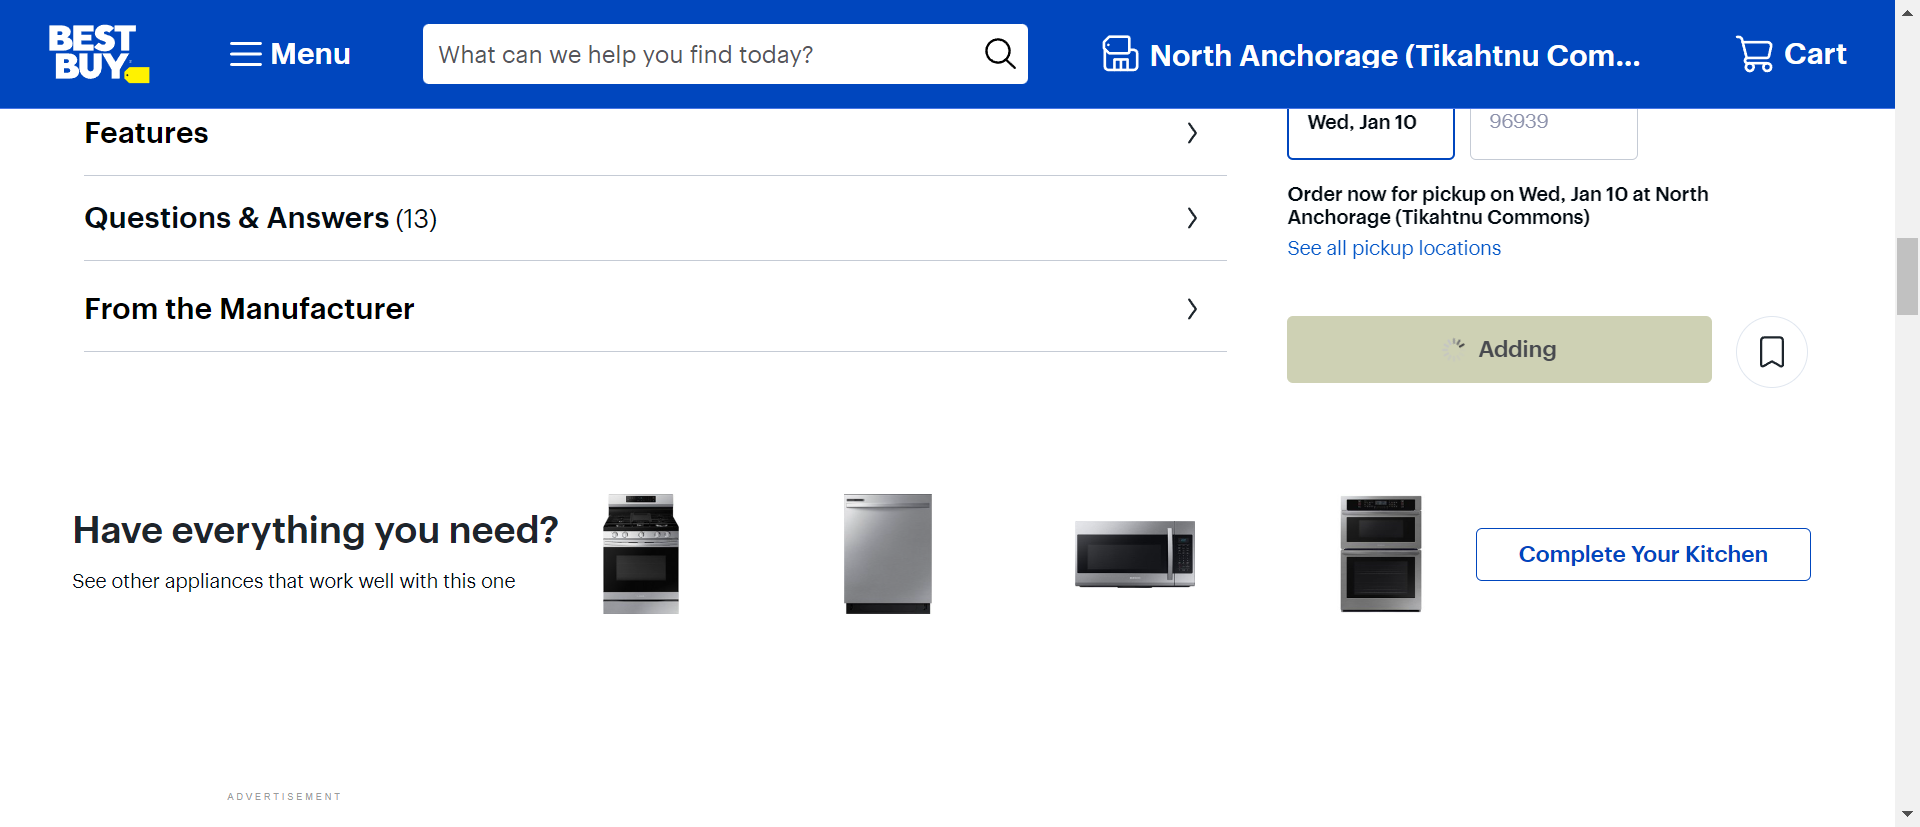 BEST
BUY
Menu
What can we help you find today?
North Anchorage (Tikahtnu Com...
Cart
Features
Questions & Answers (13)
From the Manufacturer
Wed, Jan 10
96939
Order now for pickup on Wed, Jan 10 at North
Anchorage (Tikahtnu Commons)
See all pickup locations
Adding
Have everything you need?
See other appliances that work well with this one
Complete Your Kitchen
ADVERTISEMENT